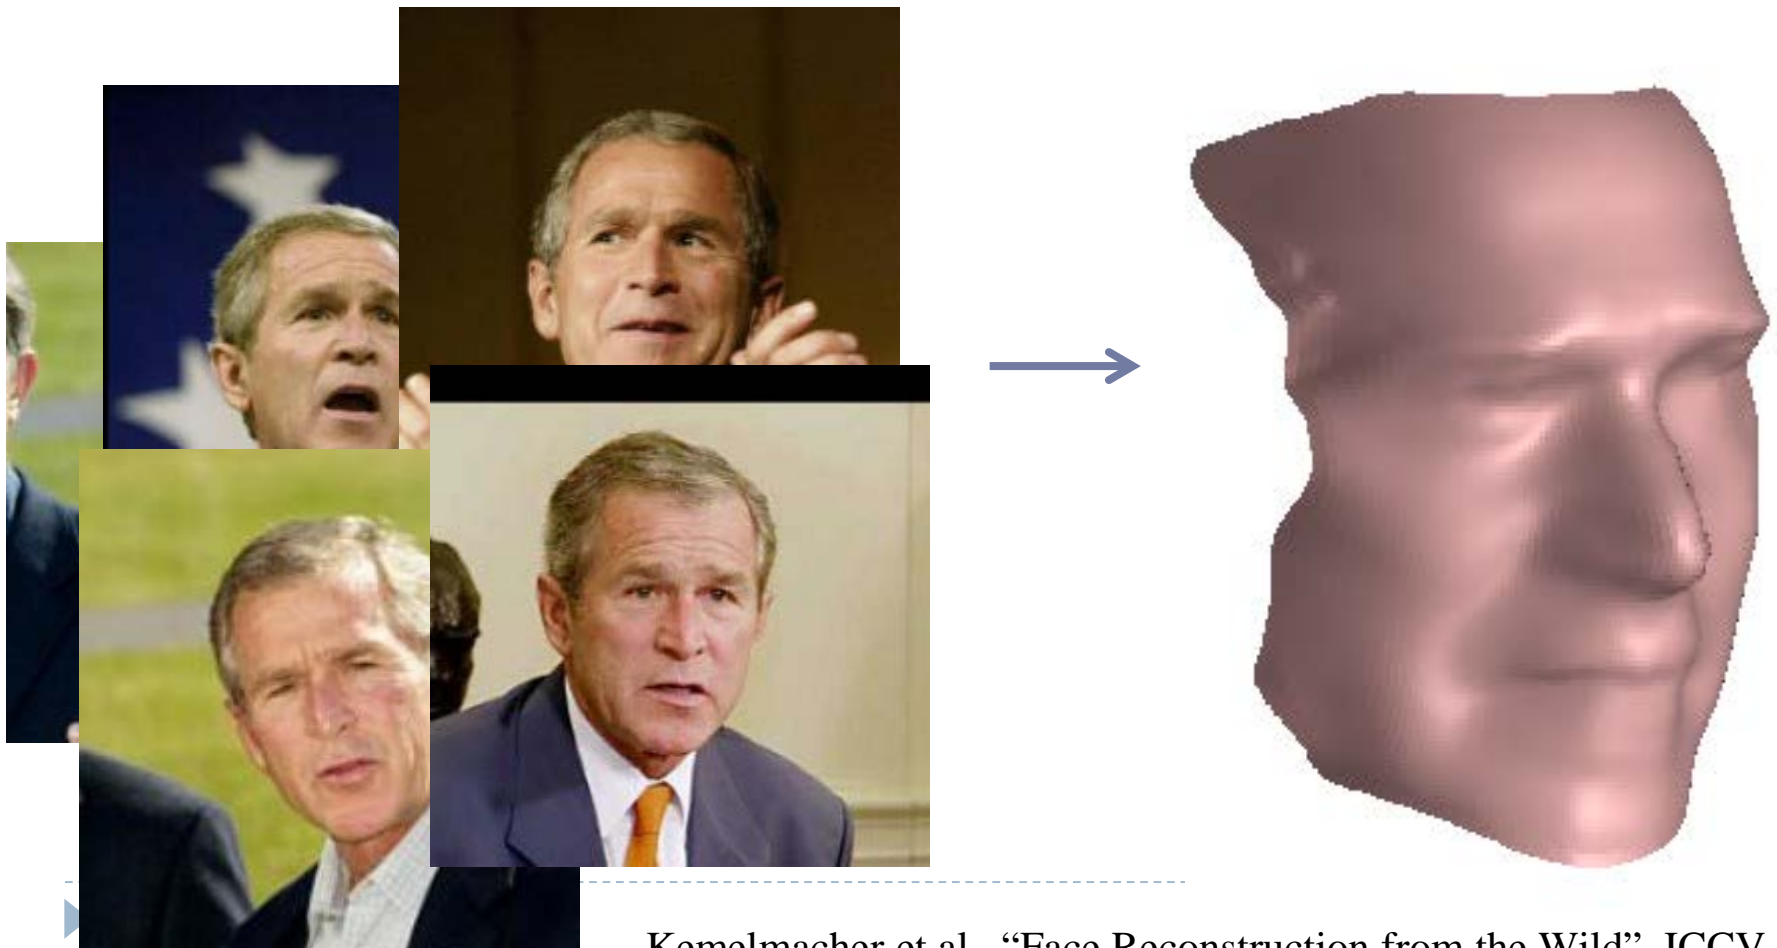 Kemelmacher et al., “Face Reconstruction from the Wild”, ICCV